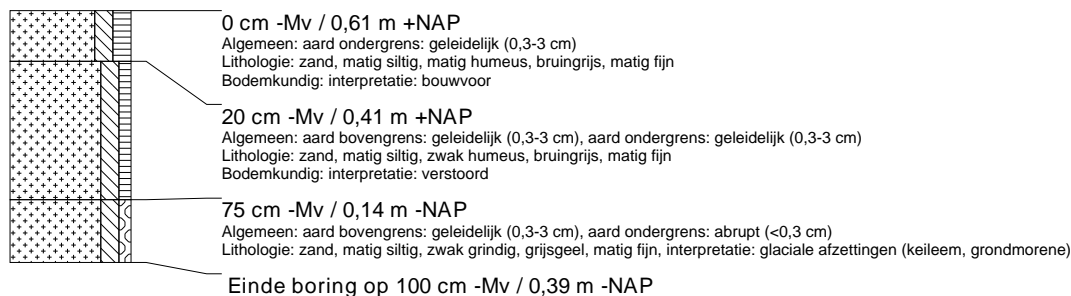 0 cm -Mv / 0,61 m +NAP
Algemeen: aard ondergrens: geleidelijk (0,3-3 cm)
Lithologie: zand, matig siltig, matig humeus, bruingrijs, matig fijn
Bodemkundig: interpretatie: bouwvoor
20 cm -Mv / 0,41 m +NAP
Algemeen: aard bovengrens: geleidelijk (0,3-3 cm), aard ondergrens: geleidelijk (0,3-3 cm)
Lithologie: zand, matig siltig, zwak humeus, bruingrijs, matig fijn
Bodemkundig: interpretatie: verstoord
75 cm -Mv / 0,14 m -NAP
Algemeen: aard bovengrens: geleidelijk (0,3-3 cm), aard ondergrens: abrupt (<0,3 cm)
Lithologie: zand, matig siltig, zwak grindig, grijsgeel, matig fijn, interpretatie: glaciale afzettingen (keileem, grondmorene)
Einde boring op 100 cm -Mv / 0,39 m -NAP